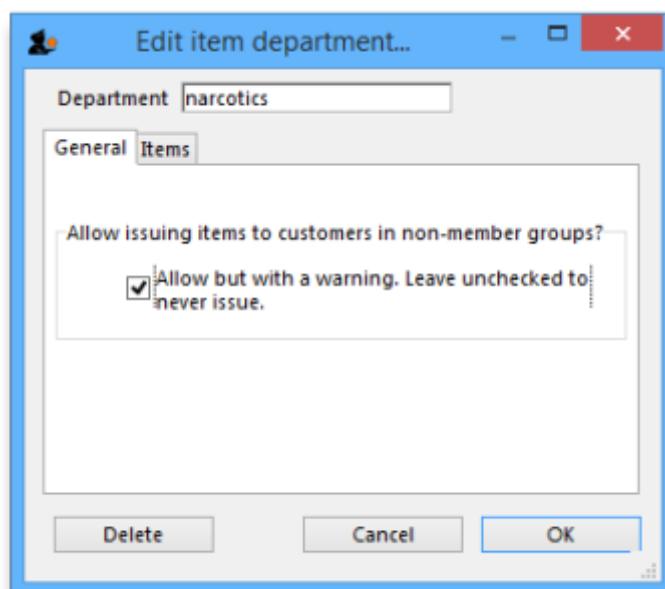 Edit item department...
Department narcotics
General Items
Allow issuing items to customers in non-member groups?
Allow but with a warning. Leave unchecked to
never issue.
Delete Cancel OK